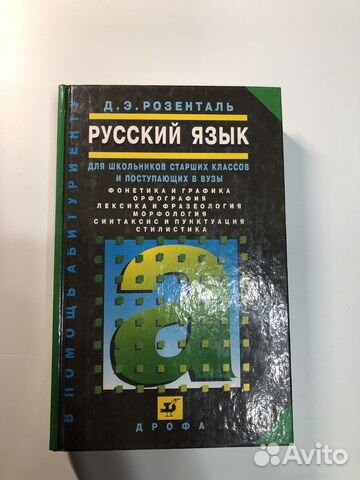 Д.Э.РОЗЕНТАЛЬ
РУССКИЙ ЯЗЫК
ДЛЯ ШКОЛЬНИКОВ СТАРШИХ КЛАССОВ
И ПОСТУПАЮЩИХ В ВУЗЫ
ФОНЕТИКА И ГРАФИКА
ОРФОГРАФИЯ
ЛЕКСИКА И ФРАЗЕОЛОГИЯ
МОРФОЛОГИЯ
СИНТАКСИС И ПУНКТУАЦИЯ
СТИЛИСТИКА
В ПОМОЩЬ АБИТУРИЕНТУ
а
ДРОФА
Avito